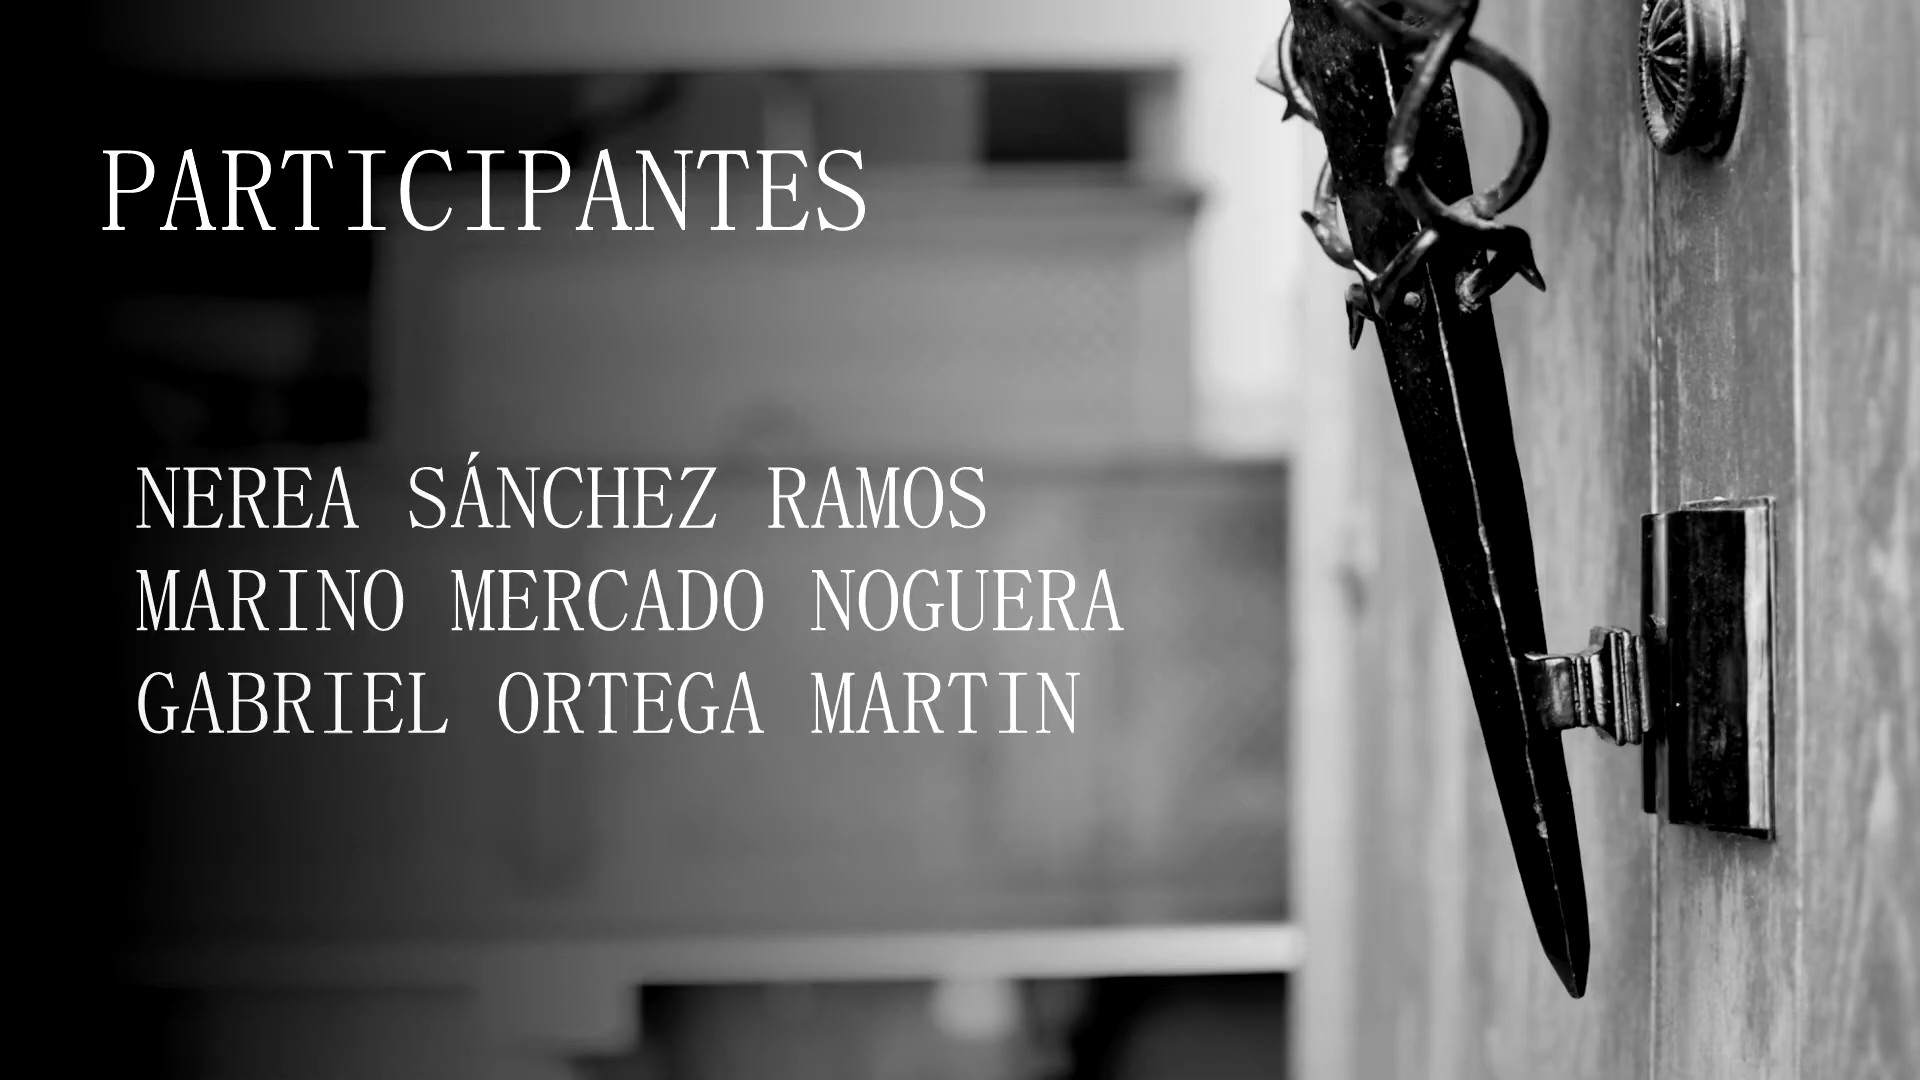 PARTICIPANTES
NEREA SÁNCHEZ RAMOS
MARINO MERCADO NOGUERA
GABRIEL ORTEGA MARTIN